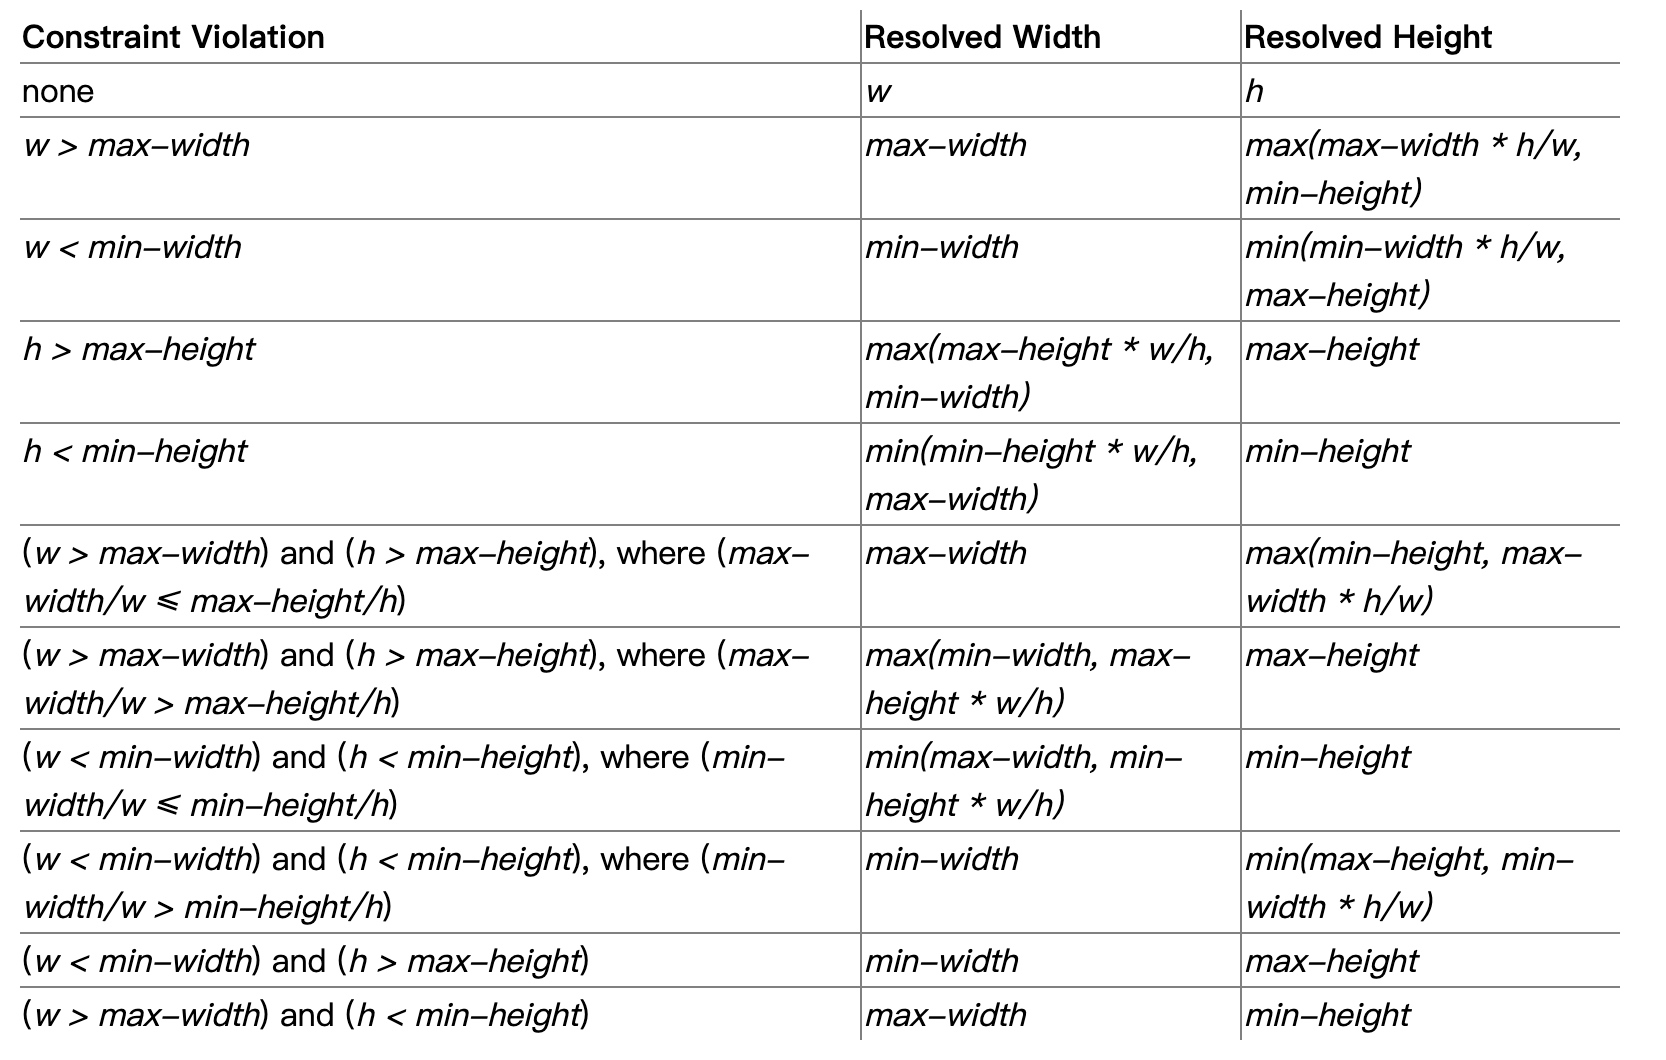 Constraint Violation Resolved Width Resolved Height
none w h
w > max–width max–width max(max–width * h/w,
min–height)
w < min–width min–width min(min–width * h/w,
max–height)
h > max–height max(max–height * w/h, max–height
min–width)
h < min–height min(min–height * w/h, min–height
max–width)
(w > max–width) and (h > max–height), where (max– max–width max(min–height, max–
width/w ≤ max–height/h) width * h/w)
(w > max–width) and (h > max–height), where (max– max(min–width, max– max–height
width/w > max–height/h) height * w/h)
(w < min–width) and (h < min–height), where (min– min(max–width, min– min–height
width/w ≤ min–height/h) height * w/h)
(w < min–width) and (h < min–height), where (min– min–width min(max–height, min–
width/w > min–height/h) width * h/w)
(w < min–width) and (h > max–height) min–width max–height
(w > max–width) and (h < min–height) max–width min–height